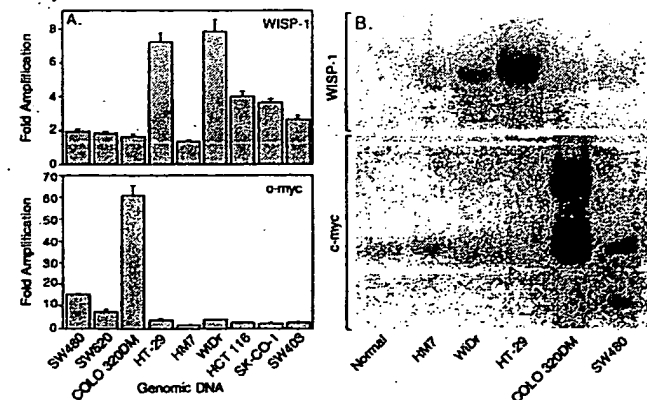 A.
WISP-1
Fold Amplification
8
6
4
2
0
c-myc
Fold Amplification
70
60
50
40
30
20
10
0
SW480
SW620
COLO 320DM
HT-29
HM7
WiDr
HCT 116
SK-CO-1
SW403
Genomic DNA
B.
WISP-1
c-myc
Normal
HM7
WiDr
HT-29
COLO 320DM
SW480